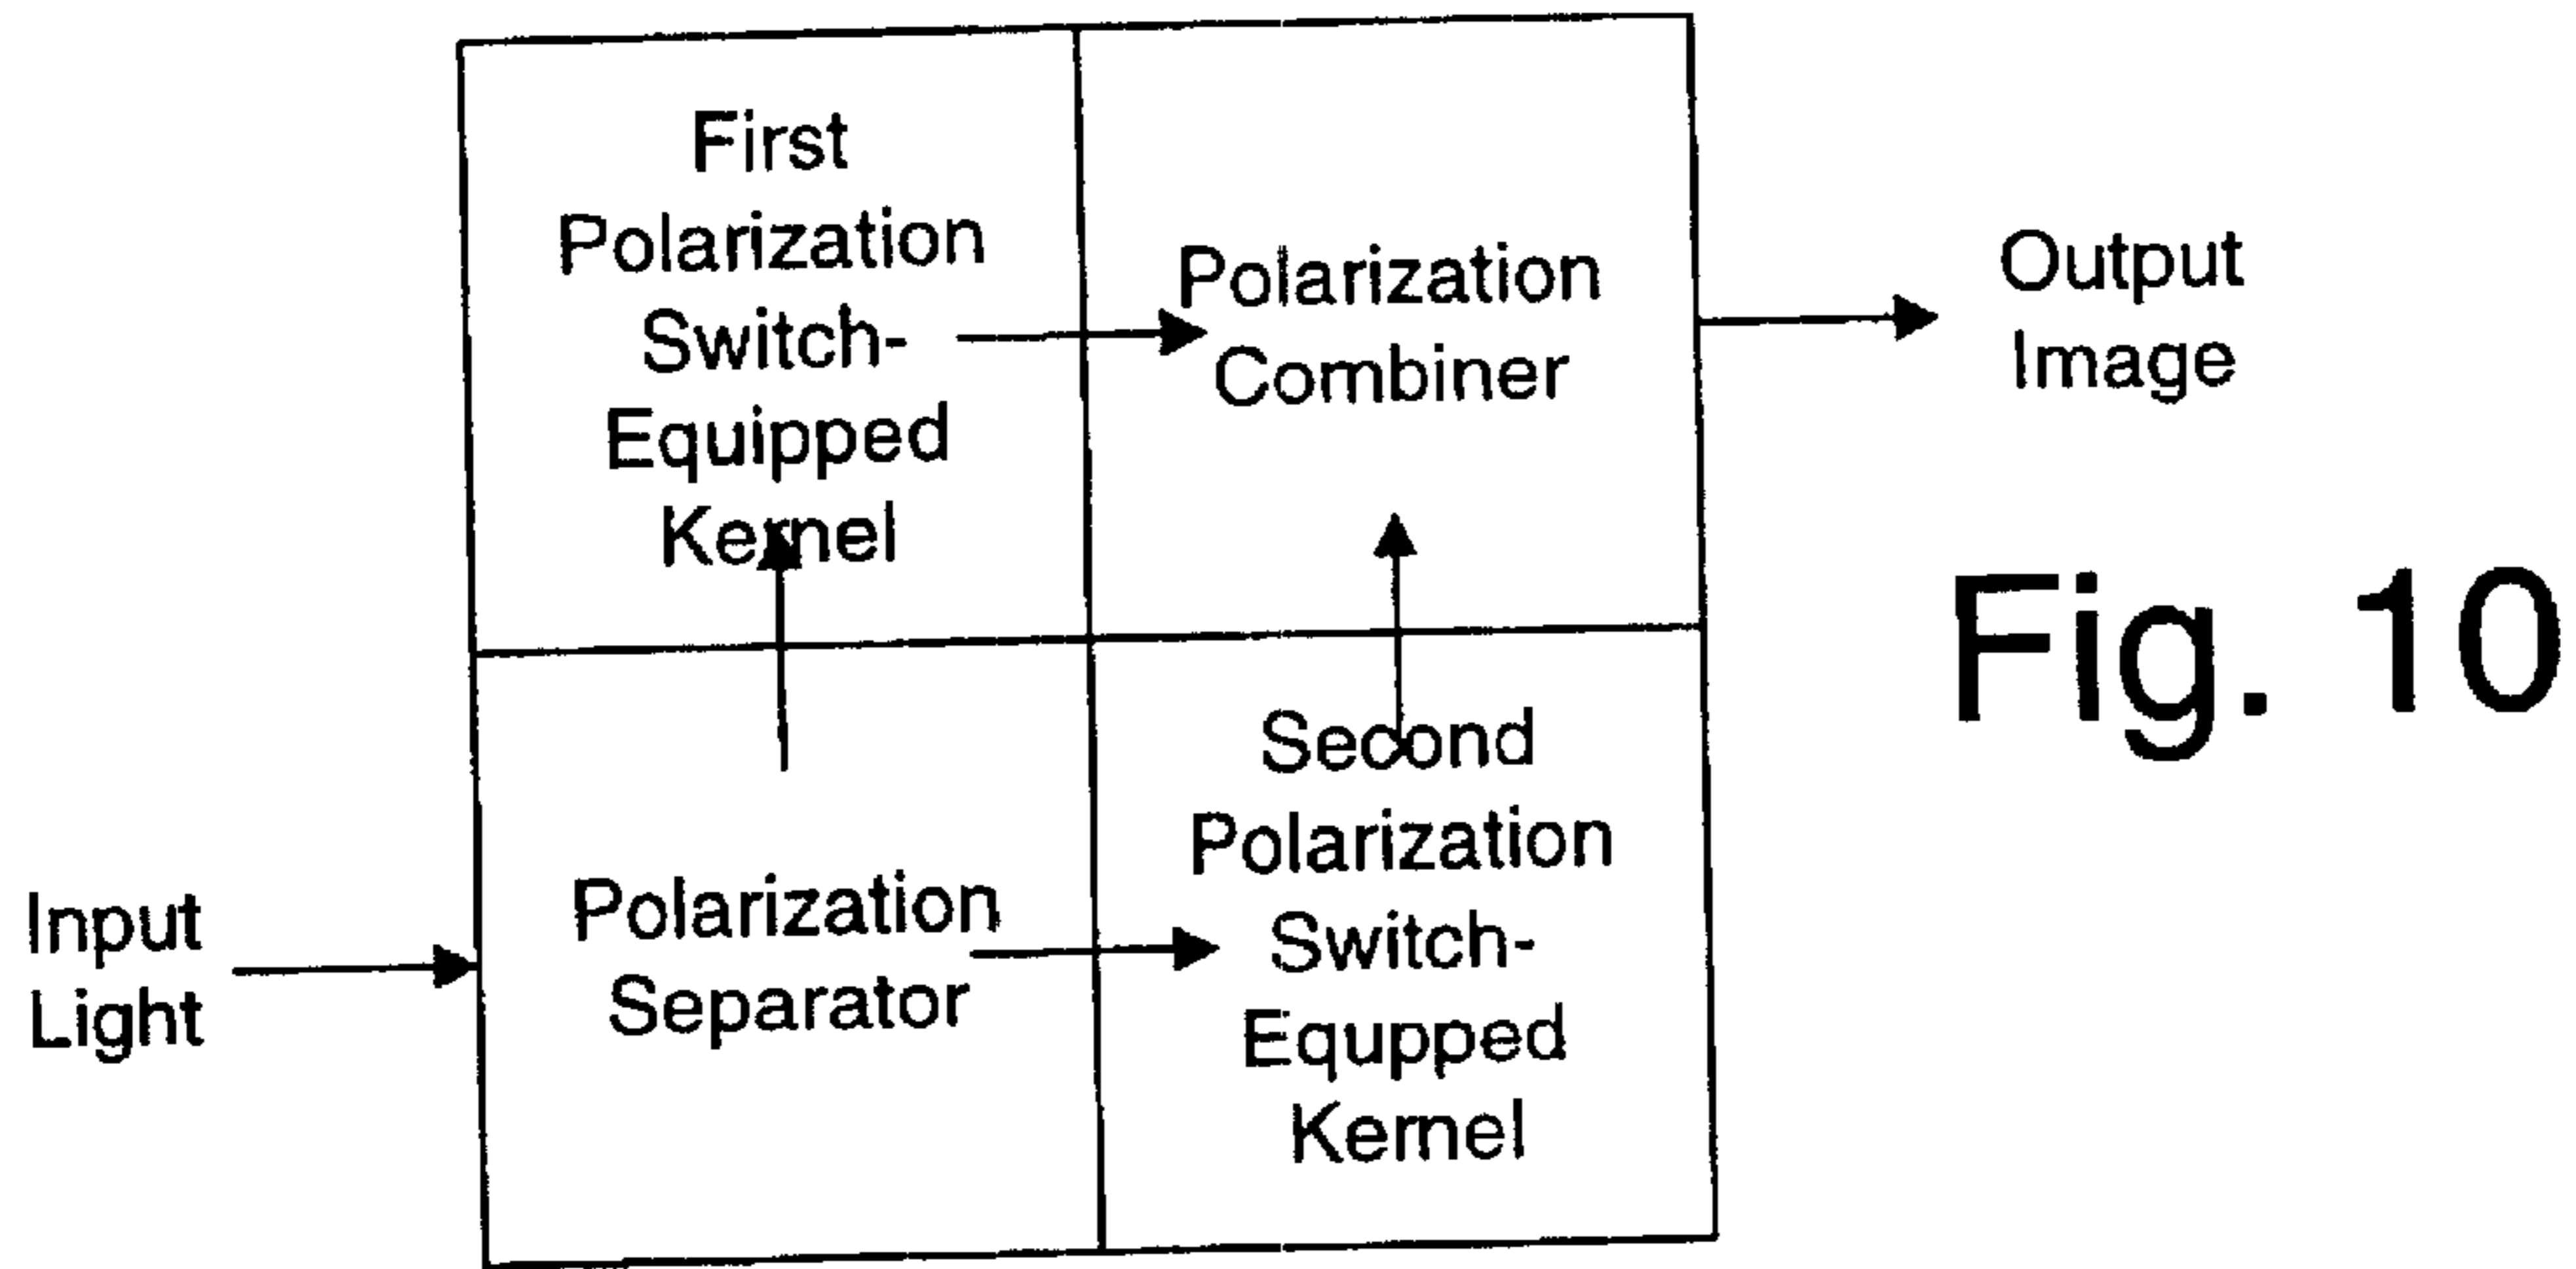 First
Polarization
Switch-
Equipped
Kernel
Polarization
Combiner
Output
Image
Fig. 10
Input
Light
Polarization
Separator
Second
Polarization
Switch-
Equpped
Kernel